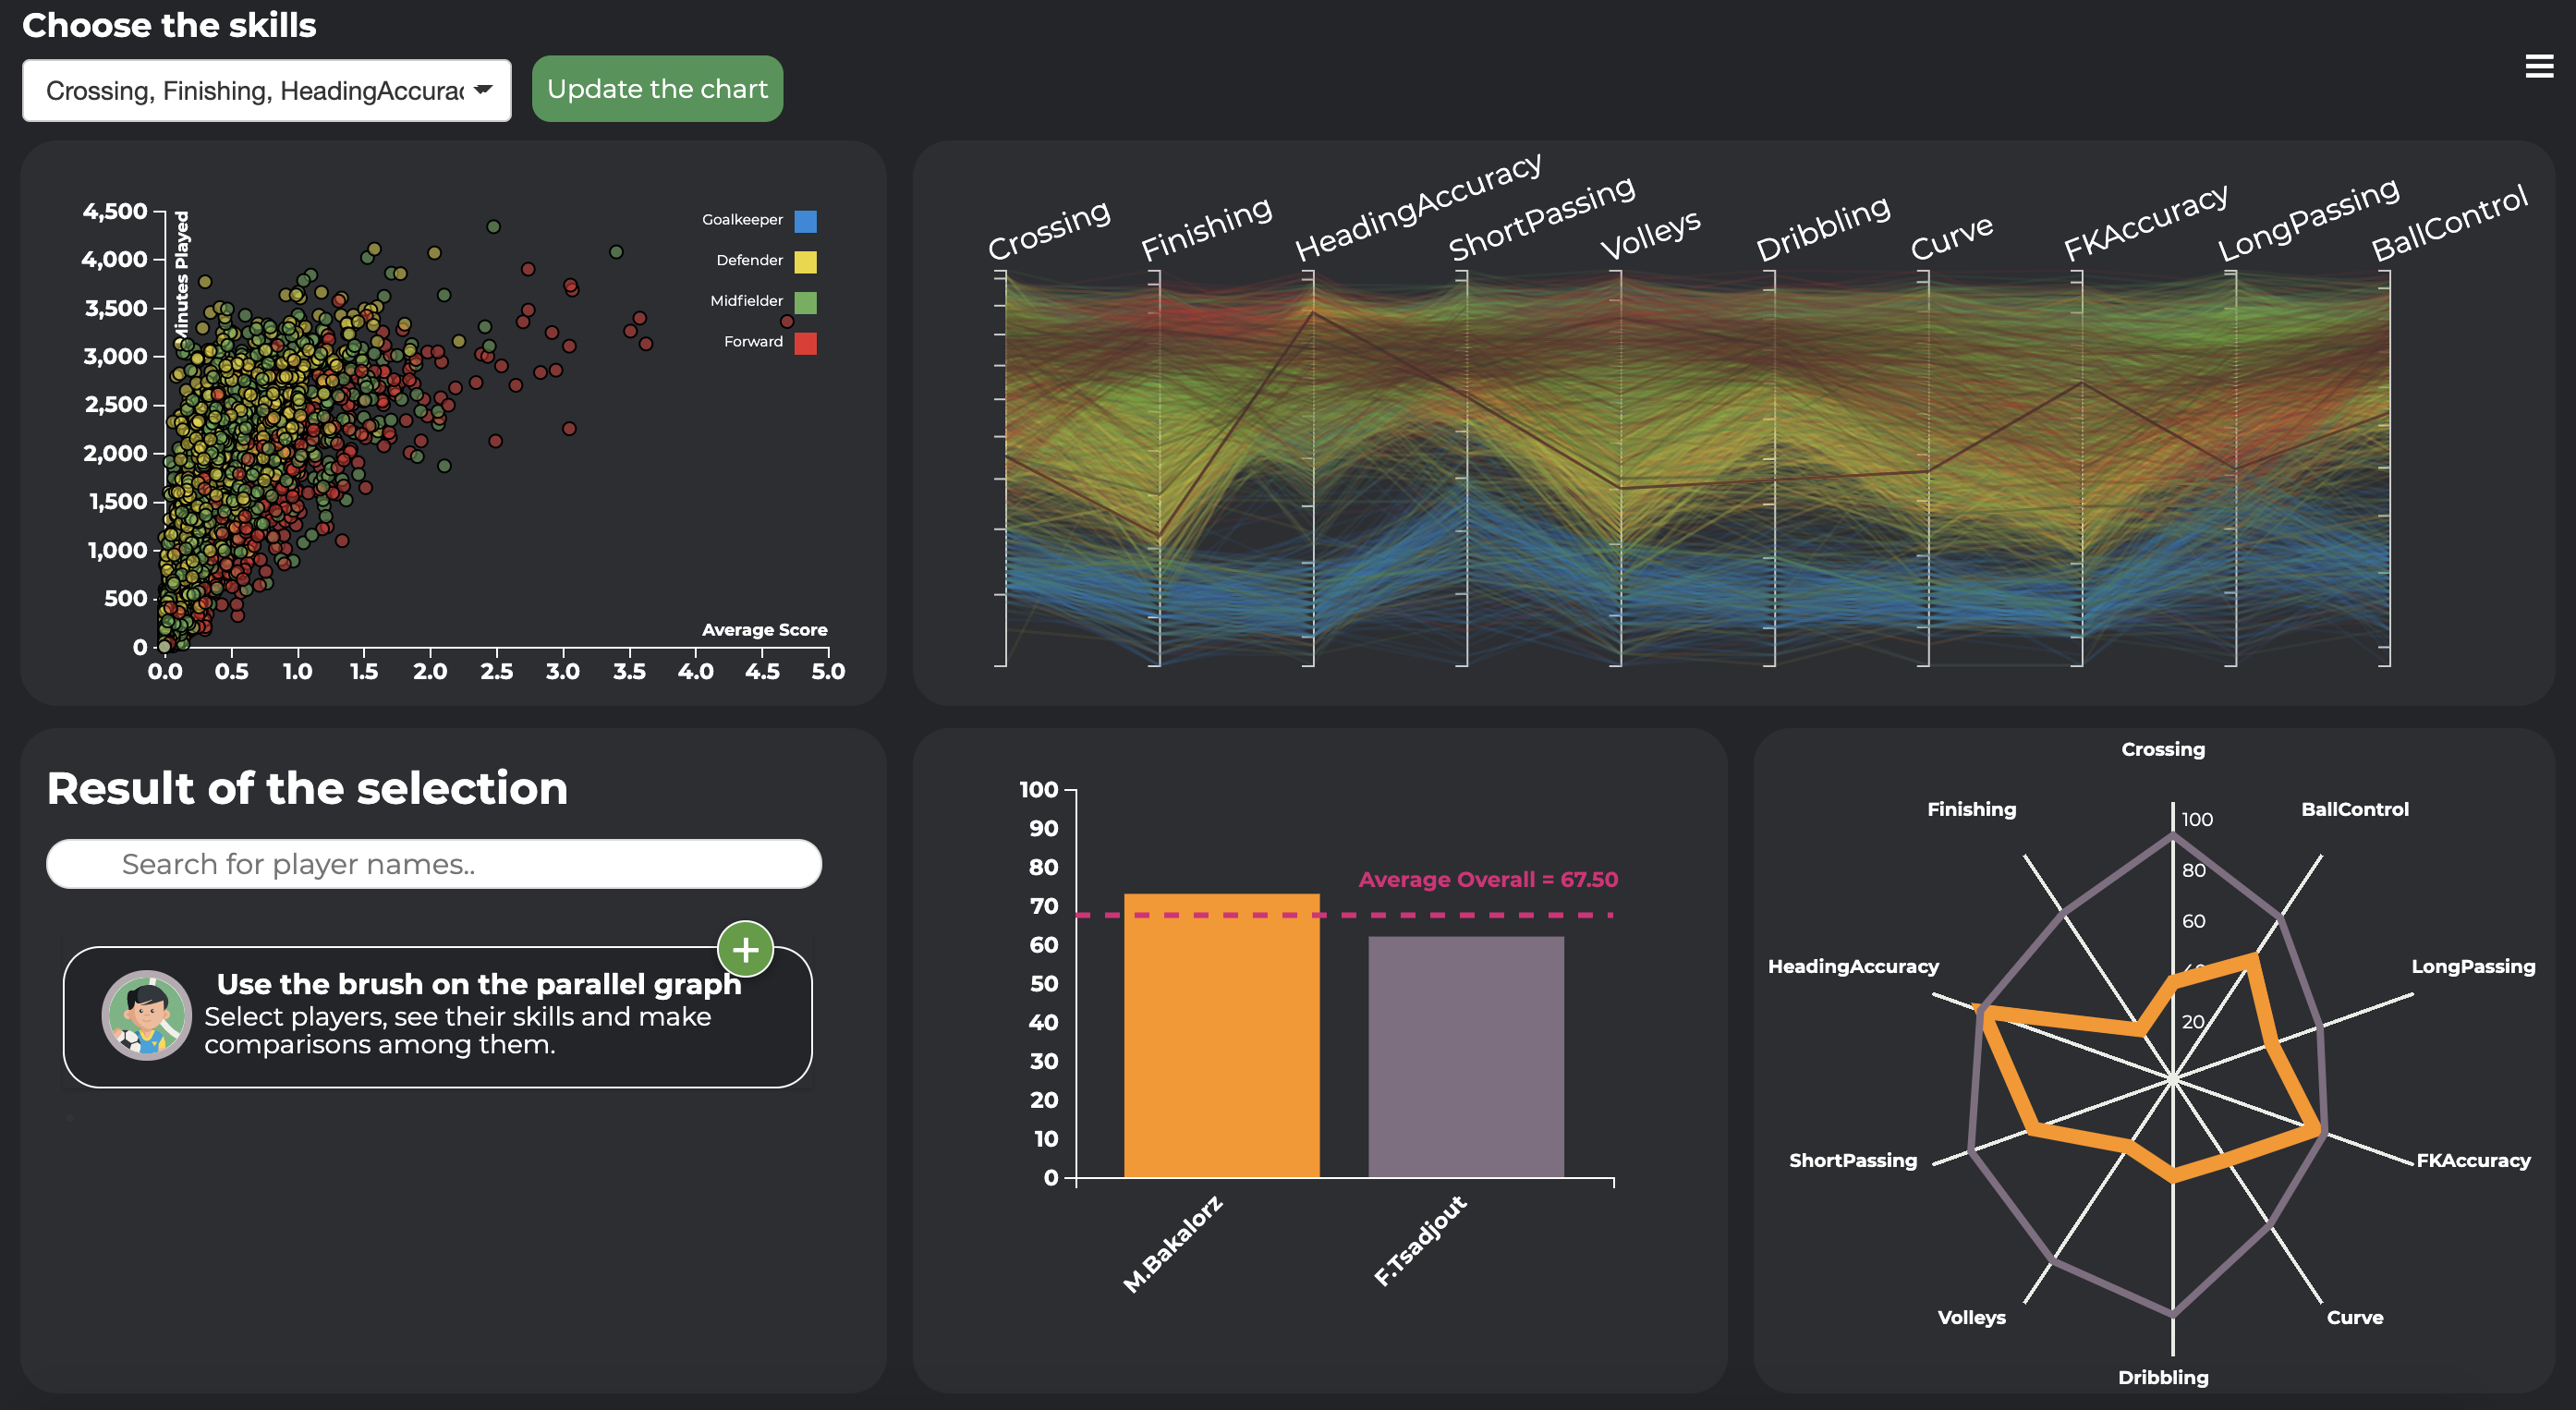 Choose the skills
Crossing, Finishing, HeadingAccurac
Update the chart
4,500
4,000
3,500
3,000
2,500
2,000
1,500
1,000
500
0
Minutes Played
Goalkeeper
Defender
Midfielder
Forward
Average Score
0.0 0.5 1.0 1.5 2.0 2.5 3.0 3.5 4.0 4.5 5.0
Crossing
Finishing
HeadingAccuracy
ShortPassing
Volleys
Dribbling
Curve
FKAccuracy
LongPassing
BallControl
Result of the selection
Search for player names..
Use the brush on the parallel graph
Select players, see their skills and make
comparisons among them.
100
90
80
70
60
50
40
30
20
10
0
Average Overall = 67.50
M.Bakalorz
F.Tsadjout
Crossing
Finishing
BallControl
HeadingAccuracy
LongPassing
ShortPassing
FKAccuracy
Volleys
Curve
Dribbling
100
80
60
40
20